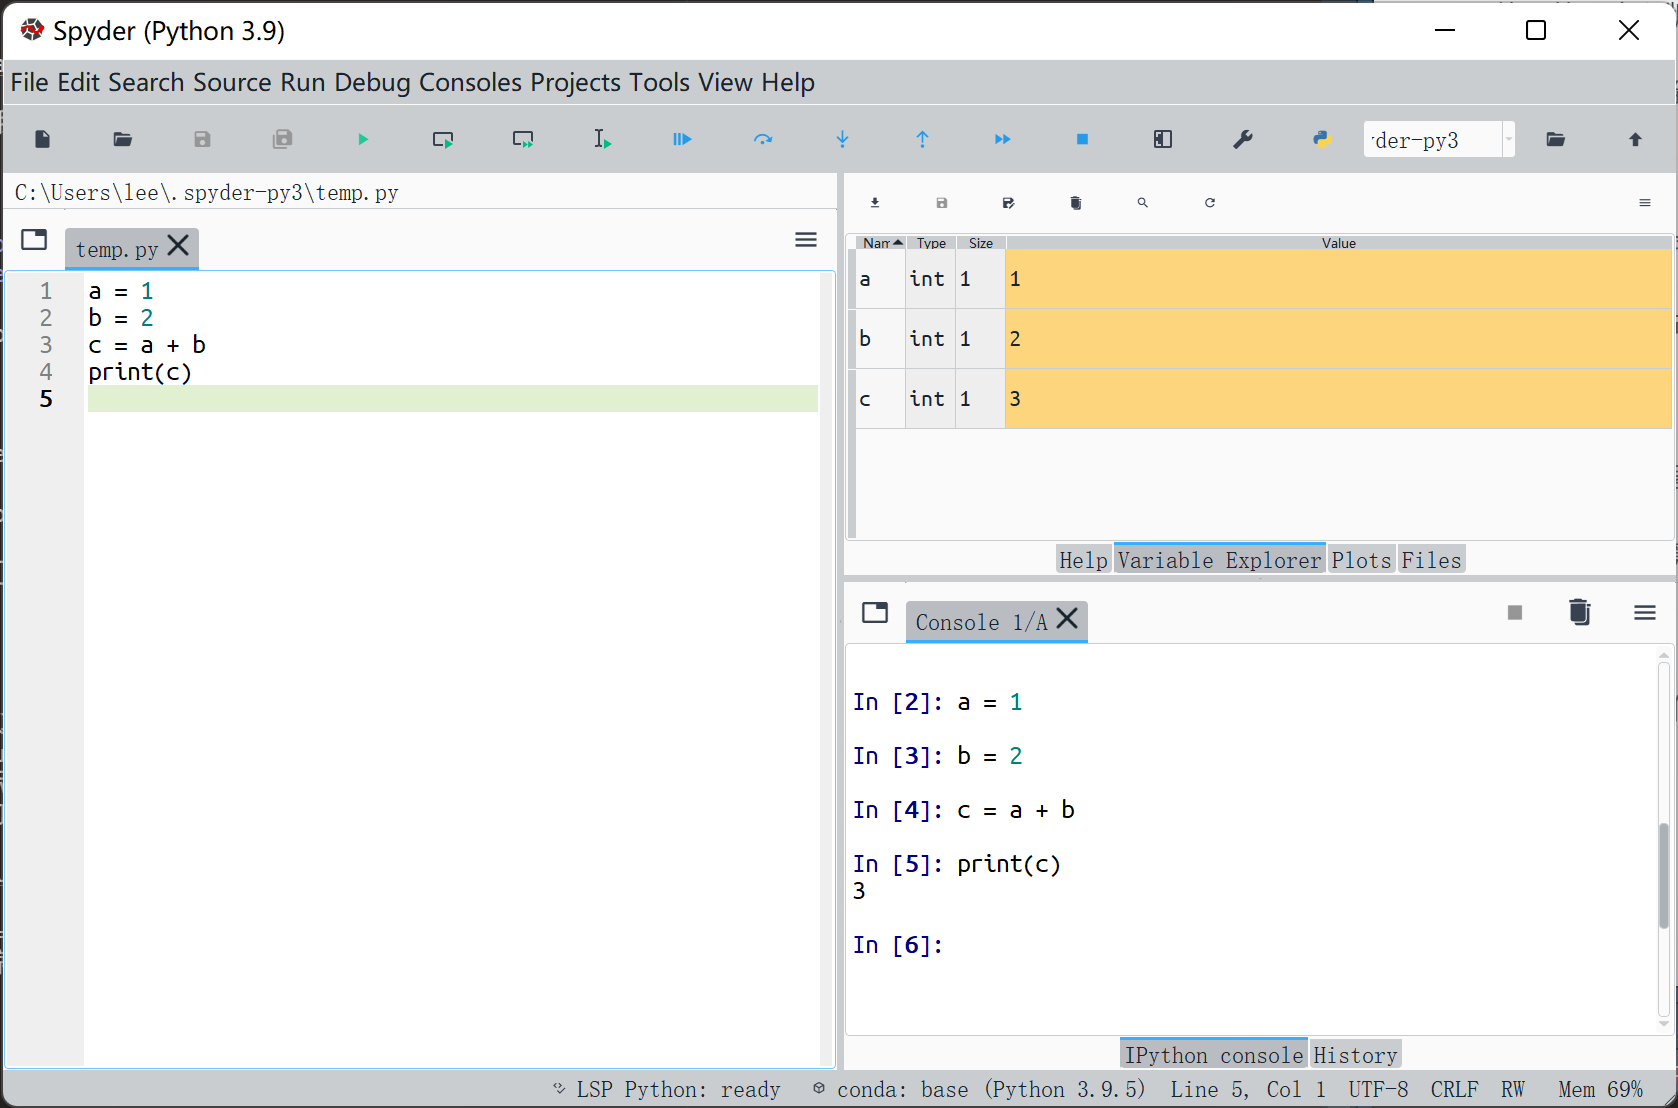 Spyder (Python 3.9)
File Edit Search Source Run Debug Consoles Projects Tools View Help
der-py3
C:\Users\lee\.spyder-py3\temp.py
temp.py
1 a = 1
2 b = 2
3 c = a + b
4 print(c)
5
Nam Type Size Value
a int 1 1
b int 1 2
c int 1 3
Help Variable Explorer Plots Files
Console 1/A
In [2]: a = 1
In [3]: b = 2
In [4]: c = a + b
In [5]: print(c)
3
In [6]:
IPython console History
LSP Python: ready conda: base (Python 3.9.5) Line 5, Col 1 UTF-8 CRLF RW Mem 69%